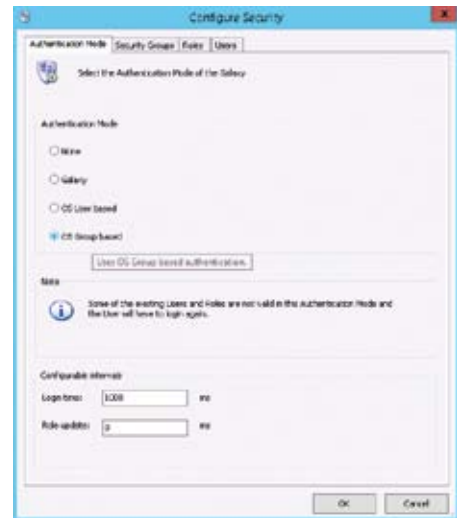 Configure Security
Authentication Mode Security Groups Roles Users
Select the Authentication Mode of the Galaxy
Authentication Mode
None
Galaxy
OS User based
OS Group based
Uses OS Group based authentication.
Note
Some of the existing Users and Roles are not valid in this Authentication Mode and
the User will have to login again.
Configurable intervals
Login time: 1000 ms
Role update: 0 ms
OK Cancel